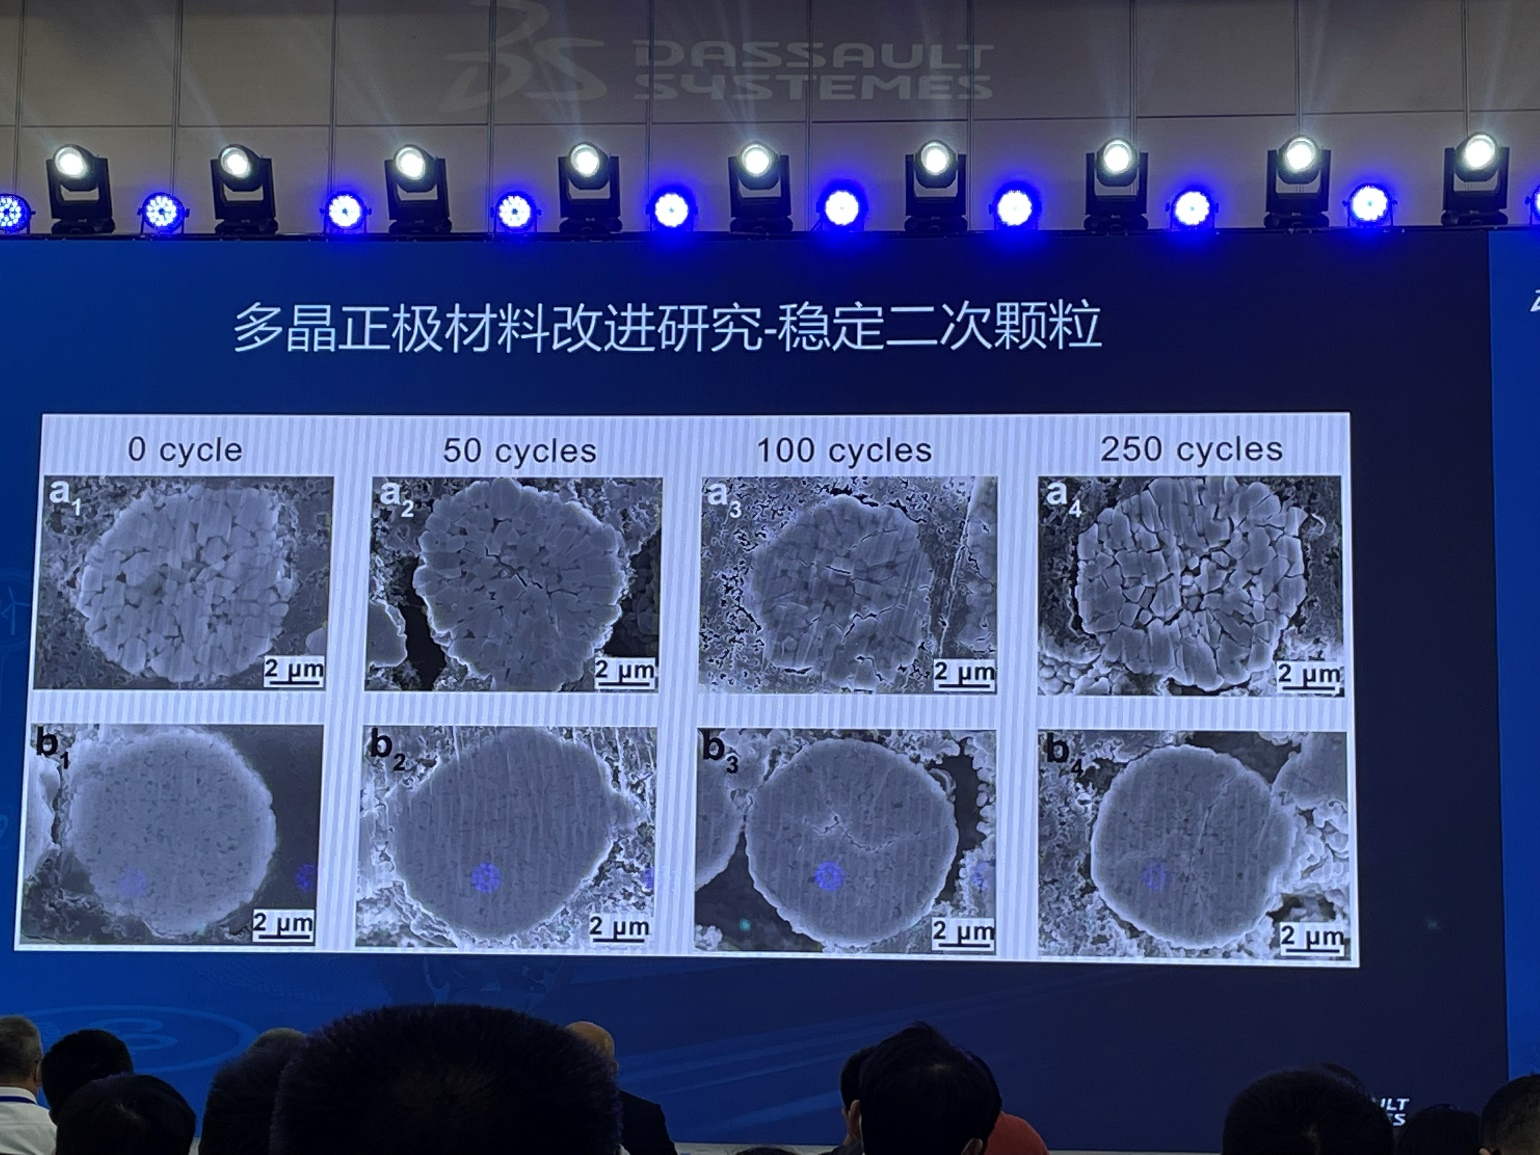 DASSAULT
SYSTEMES
多晶正极材料改进研究-稳定二次颗粒
0 cycle 50 cycles 100 cycles 250 cycles
a1 a2 a3 a4
2 μm 2 μm 2 μm 2 μm
b1 b2 b3 b4
2 μm 2 μm 2 μm 2 μm